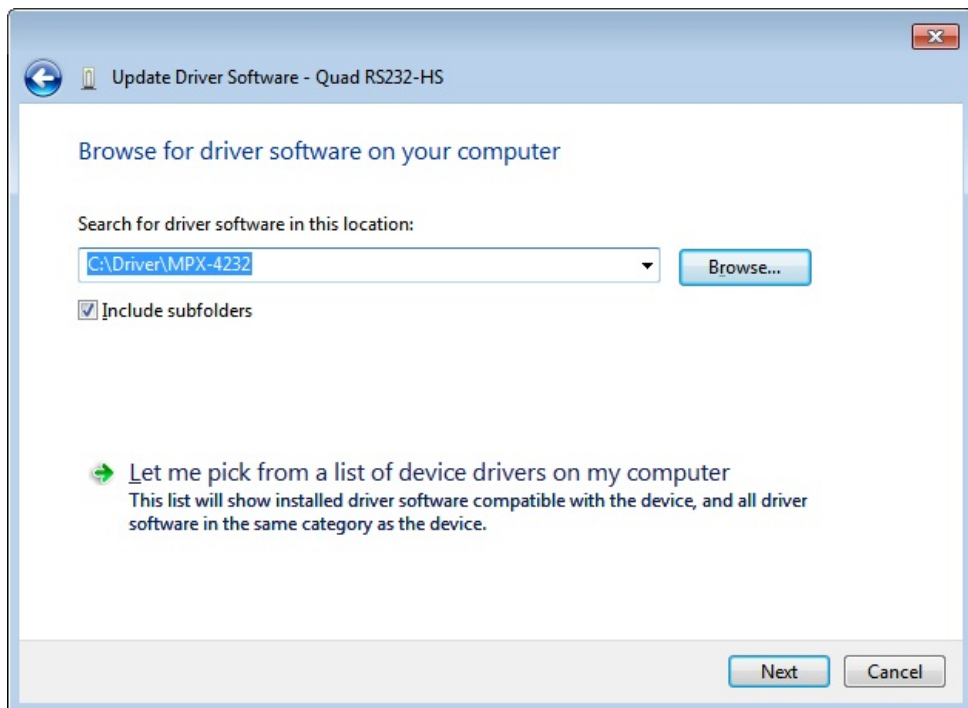 Update Driver Software - Quad RS232-HS
Browse for driver software on your computer
Search for driver software in this location:
C:\Driver\MPX-4232
Browse...
Include subfolders
Let me pick from a list of device drivers on my computer
This list will show installed driver software compatible with the device, and all driver
software in the same category as the device.
Next
Cancel